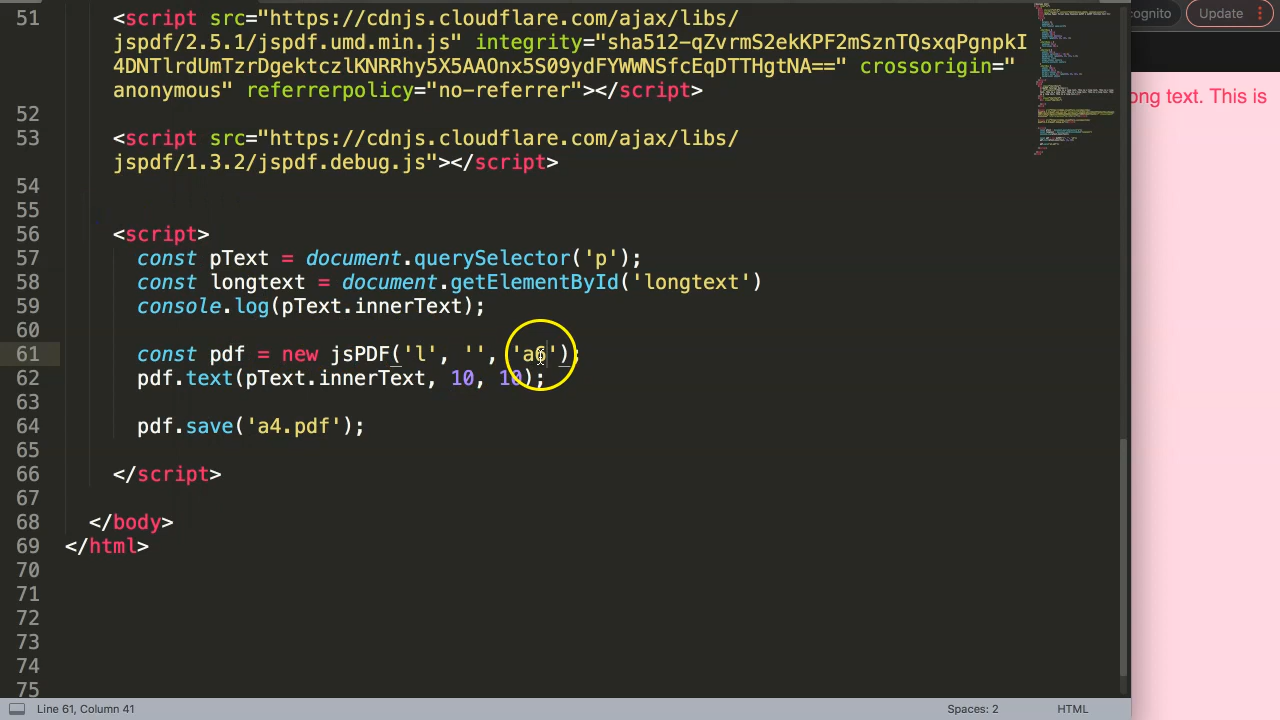 51 <script src="https://cdnjs.cloudflare.com/ajax/libs/
jspdf/2.5.1/jspdf.umd.min.js" integrity="sha512-qZvrmS2ekKPF2mSznTQsxqPgnpkI
4DNTlrdUmTzrDgektczlKNRRhy5X5AAOnx5S09ydFYWWNSfcEqDTTHgtNA==" crossorigin="
anonymous" referrerpolicy="no-referrer"></script>
52
53 <script src="https://cdnjs.cloudflare.com/ajax/libs/
jspdf/1.3.2/jspdf.debug.js"></script>
54
55
56 <script>
57 const pText = document.querySelector('p');
58 const longtext = document.getElementById('longtext')
59 console.log(pText.innerText);
60
61 const pdf = new jsPDF('l', '', 'a6');
62 pdf.text(pText.innerText, 10, 10);
63
64 pdf.save('a4.pdf');
65
66 </script>
67
68 </body>
69 </html>
70
71
72
73
74
75
Line 61, Column 41 Spaces: 2 HTML
cognito Update
ong text. This is